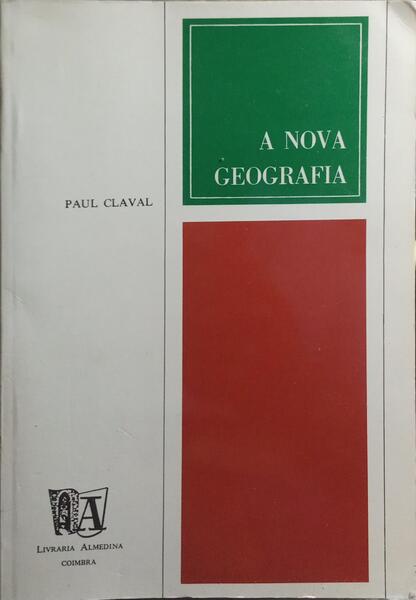 A NOVA
GEOGRAFIA
PAUL CLAVAL
A
LIVRARIA ALMEDINA
COIMBRA